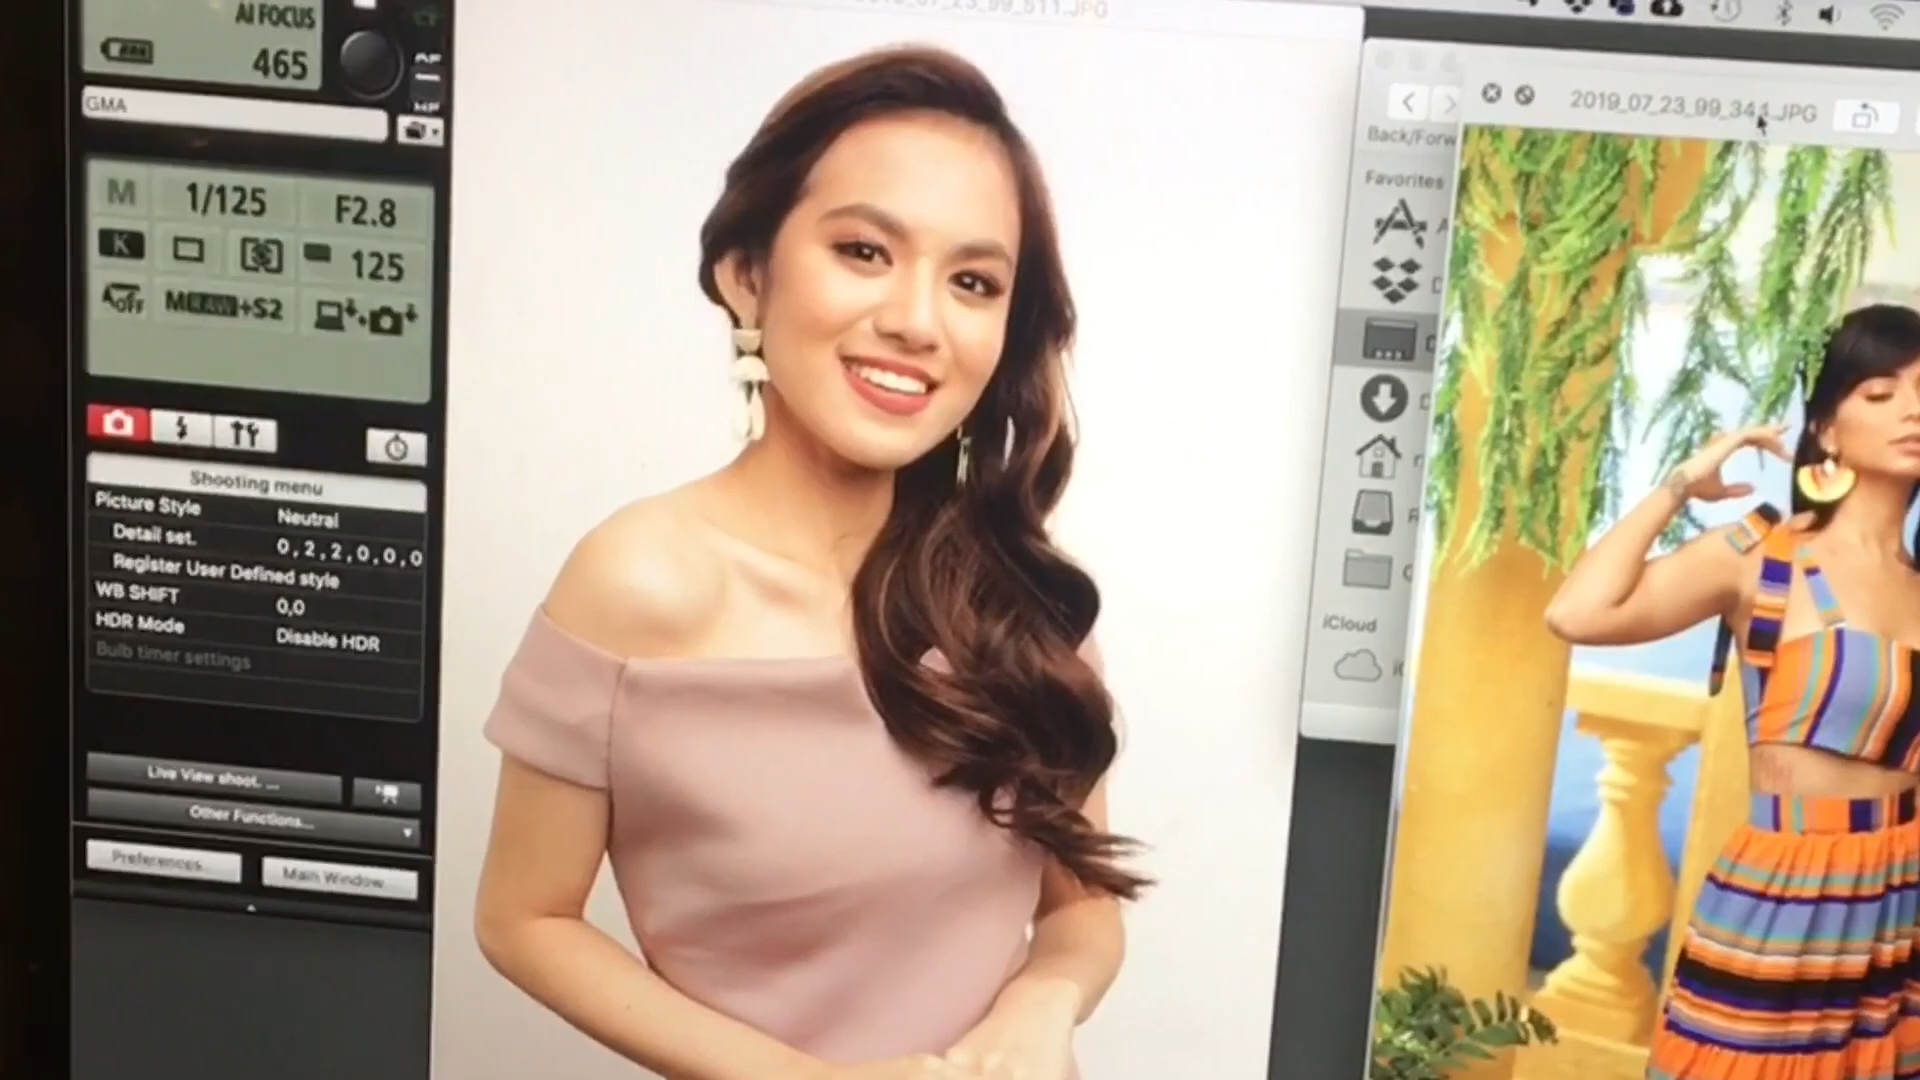 AI FOCUS
465
GMA
M 1/125 F2.8
K 125
OFF MRAW+S2
Shooting menu
Picture Style Neutral
Detail set. 0,2,2,0,0,0
Register User Defined style
WB SHIFT 0,0
HDR Mode Disable HDR
Bulb timer settings
Live View shoot. ...
Other Functions...
Preferences...
Main Window...
Back/Forw
Favorites
iCloud